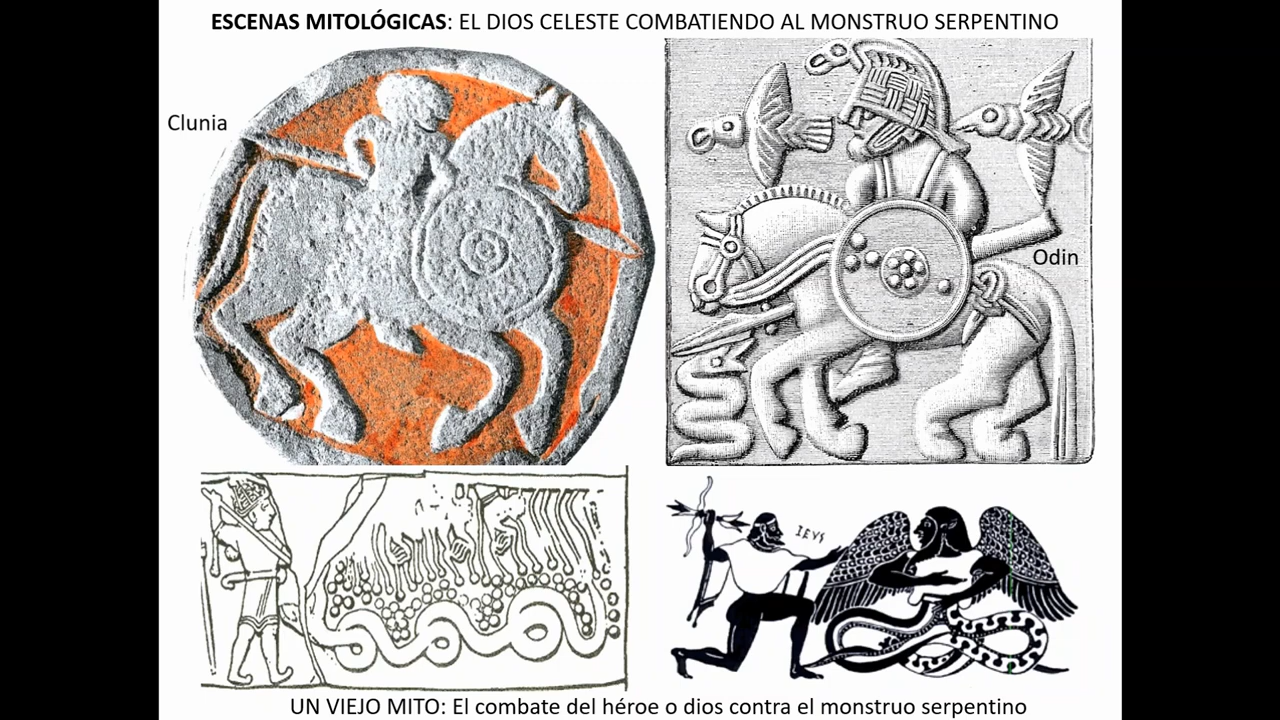 ESCENAS MITOLÓGICAS: EL DIOS CELESTE COMBATIENDO AL MONSTRUO SERPENTINO
Clunia
Odin
ΙΕVΣ
UN VIEJO MITO: El combate del héroe o dios contra el monstruo serpentino